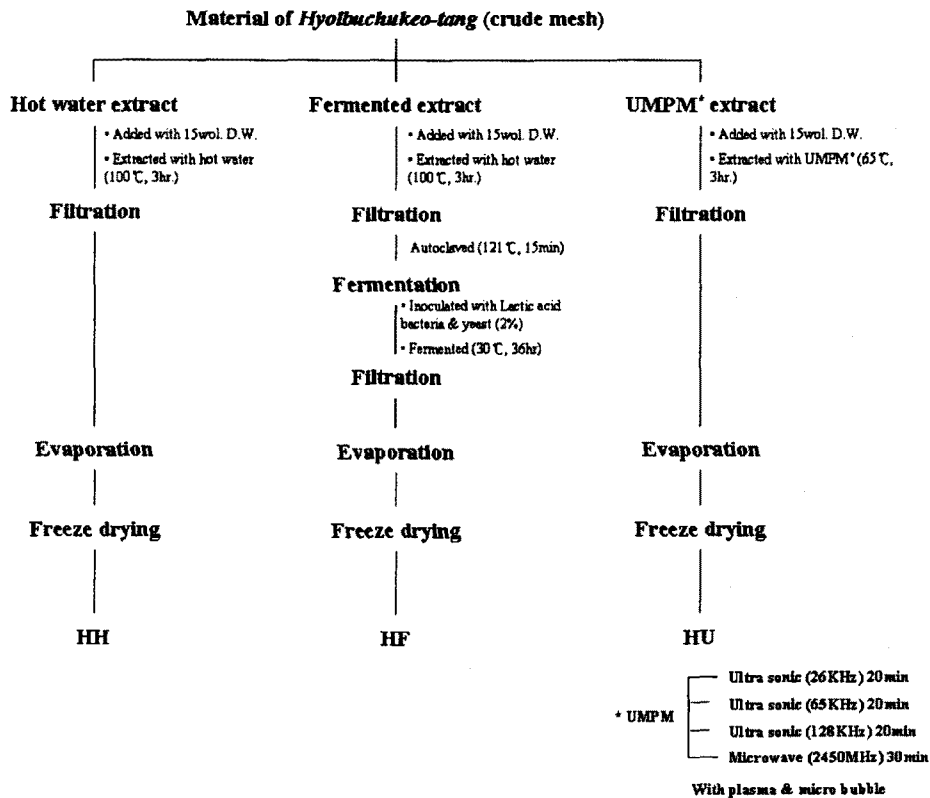 Material of Hyolbuchukeo-tang (crude mesh)
Hot water extract
• Added with 15wol. D.W.
• Extracted with hot water
(100℃, 3hr.)
Filtration
Evaporation
Freeze drying
HH
Fermented extract
• Added with 15wol. D.W.
• Extracted with hot water
(100℃, 3hr.)
Filtration
Autoclaved (121℃, 15min)
Fermentation
• Inoculated with Lactic acid
bacteria & yeast (2%)
• Fermented (30℃, 36hr)
Filtration
Evaporation
Freeze drying
HF
UMPM* extract
• Added with 15wol. D.W.
• Extracted with UMPM* (65℃,
3hr.)
Filtration
Evaporation
Freeze drying
HU
* UMPM
Ultra sonic (26KHz) 20min
Ultra sonic (65KHz) 20min
Ultra sonic (128KHz) 20min
Microwave (2450MHz) 30min
With plasma & micro bubble